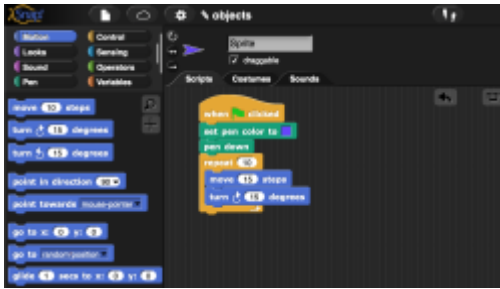 Snap!
objects
Motion
Control
Looks
Sensing
Sound
Operators
Pen
Variables
Sprite
draggable
Scripts Costumes Sounds
move 10 steps
turn 15 degrees
turn 15 degrees
point in direction 90
point towards mouse-pointer
go to x: 0 y: 0
go to random position
glide 1 secs to x: 0 y: 0
when clicked
set pen color to
pen down
repeat 10
move 15 steps
turn 15 degrees